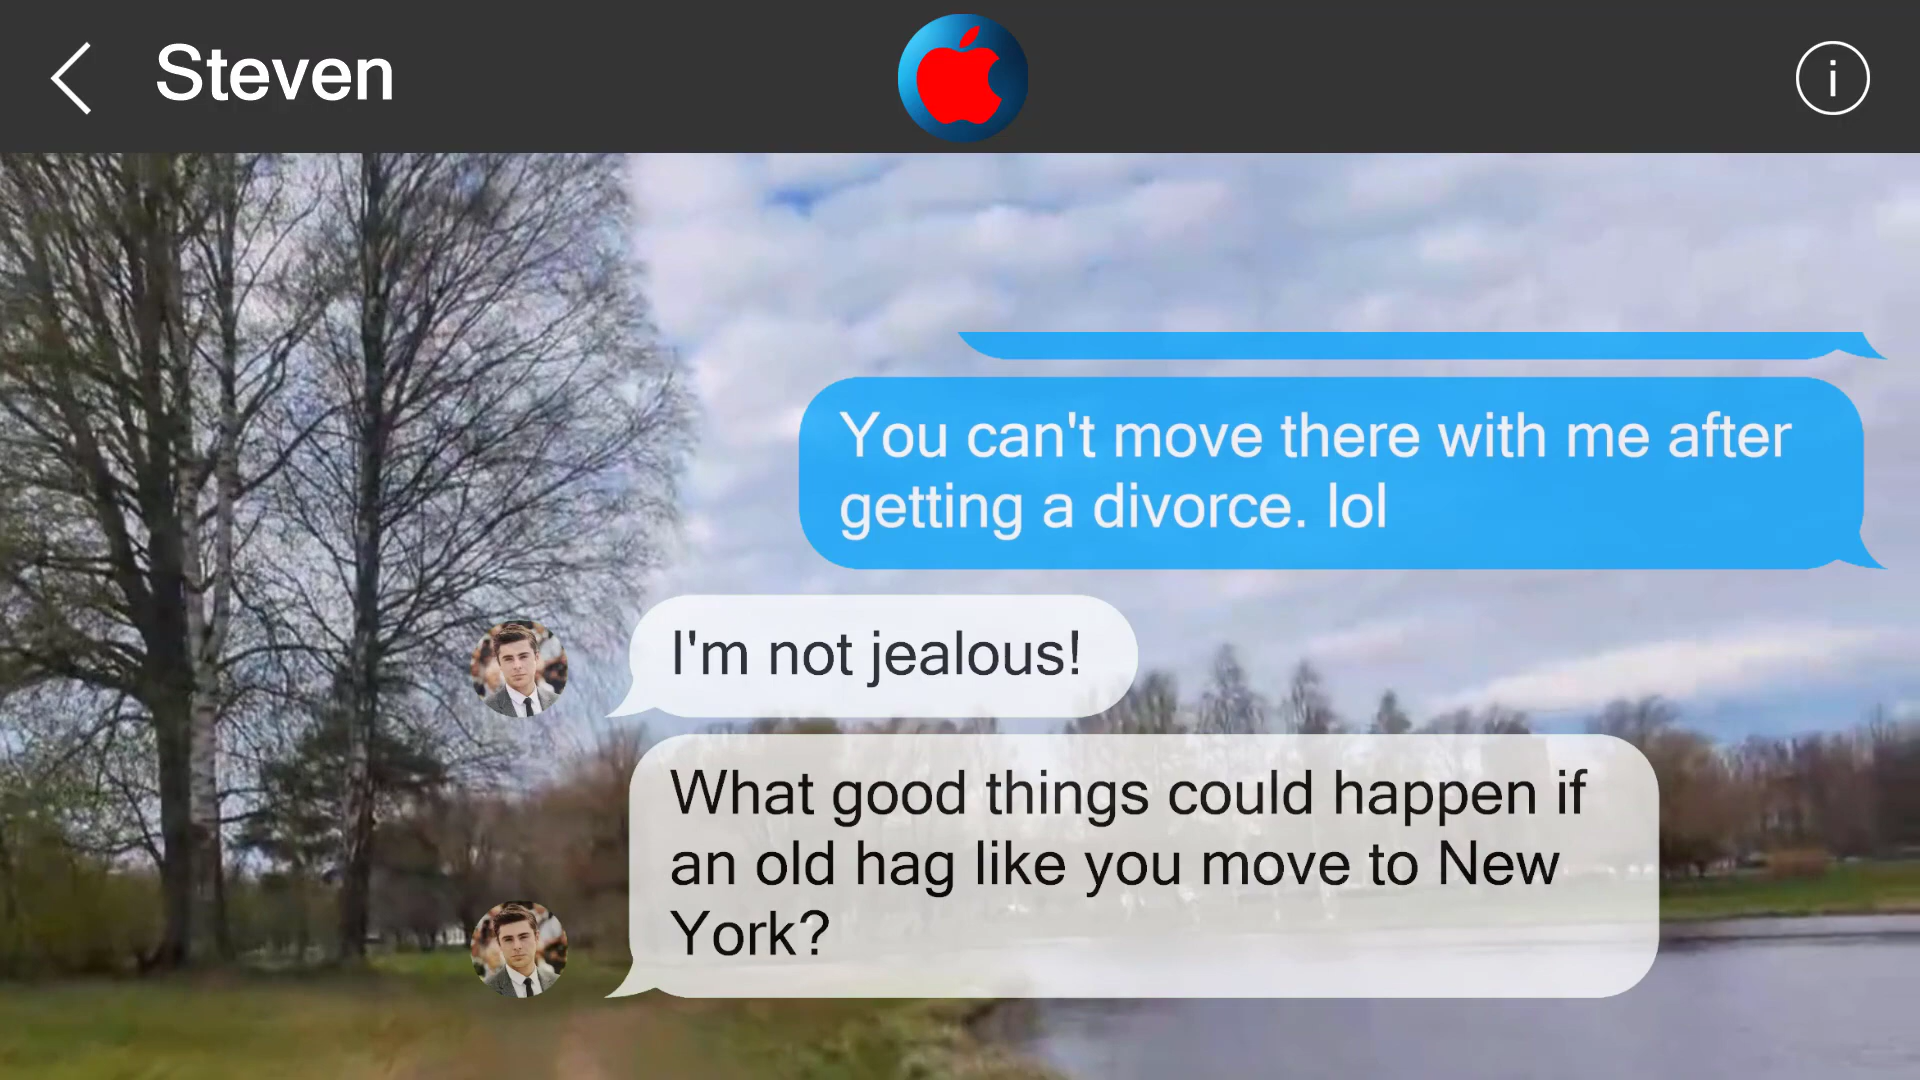 Steven
i
You can't move there with me after
getting a divorce. lol
I'm not jealous!
What good things could happen if
an old hag like you move to New
York?